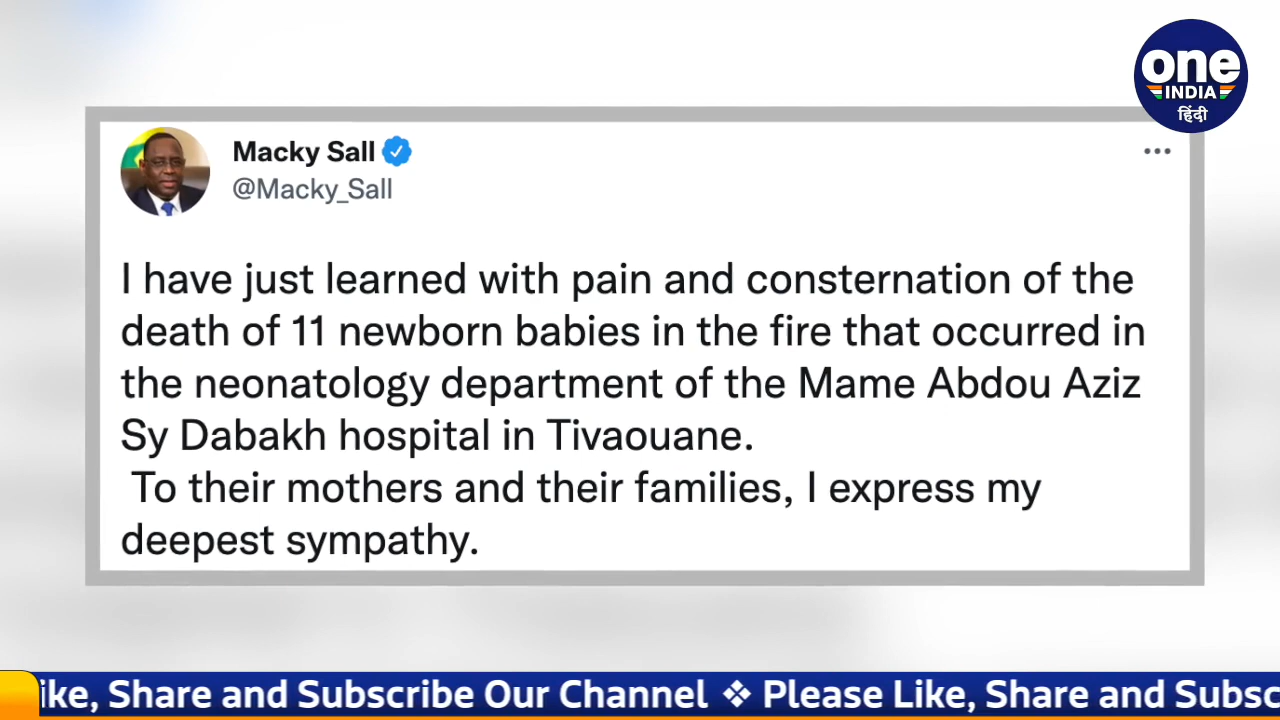 one
INDIA
हिंदी
Macky Sall
@Macky_Sall
I have just learned with pain and consternation of the
death of 11 newborn babies in the fire that occurred in
the neonatology department of the Mame Abdou Aziz
Sy Dabakh hospital in Tivaouane.
To their mothers and their families, I express my
deepest sympathy.
ike, Share and Subscribe Our Channel ❖ Please Like, Share and Subsc